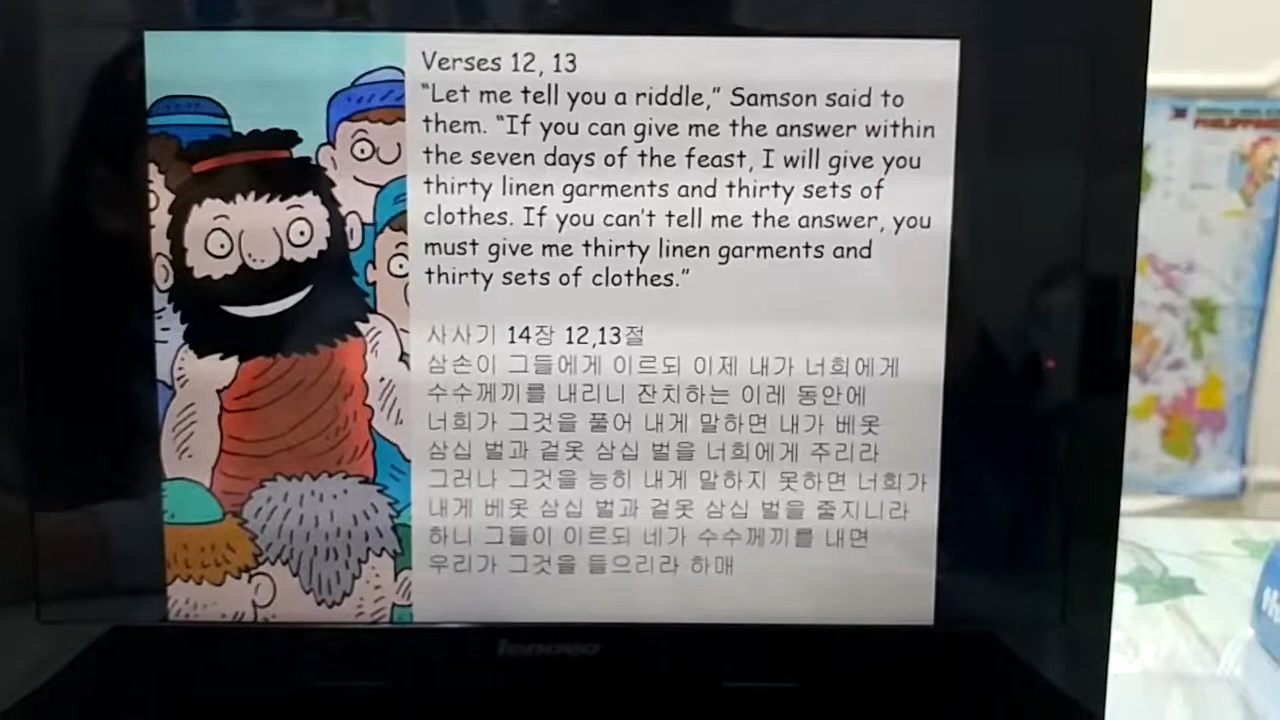 Verses 12, 13
"Let me tell you a riddle," Samson said to
them. "If you can give me the answer within
the seven days of the feast, I will give you
thirty linen garments and thirty sets of
clothes. If you can't tell me the answer, you
must give me thirty linen garments and
thirty sets of clothes."
사사기 14장 12,13절
삼손이 그들에게 이르되 이제 내가 너희에게
수수께끼를 내리니 잔치하는 이레 동안에
너희가 그것을 풀어 내게 말하면 내가 베옷
삼십 벌과 겉옷 삼십 벌을 너희에게 주리라
그러나 그것을 능히 내게 말하지 못하면 너희가
내게 베옷 삼십 벌과 겉옷 삼십 벌을 줄지니라
하니 그들이 이르되 네가 수수께끼를 내면
우리가 그것을 들으리라 하매
lenovo
PHILIPPINES